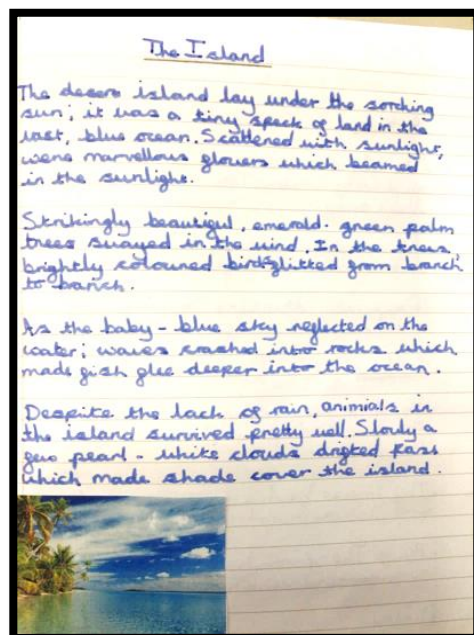 The Island
The desere island lay under the sorching
sun; it was a tiny speck of land in the
vast, blue ocean. Scattered with sunlight,
were marvellous flowers which beamed
in the sunlight.
Strikingly beautiful, emerald-green palm
trees swayed in the wind. In the trees,
brightly coloured birds flitted from branch
to branch.
As the baby-blue sky reflected on the
water; waves crashed into rocks which
made fish flee deeper into the ocean.
Despite the lack of rain, animials in
the island survived pretty well. Slowly a
few pearl-white clouds drifted
which made shade cover the island.